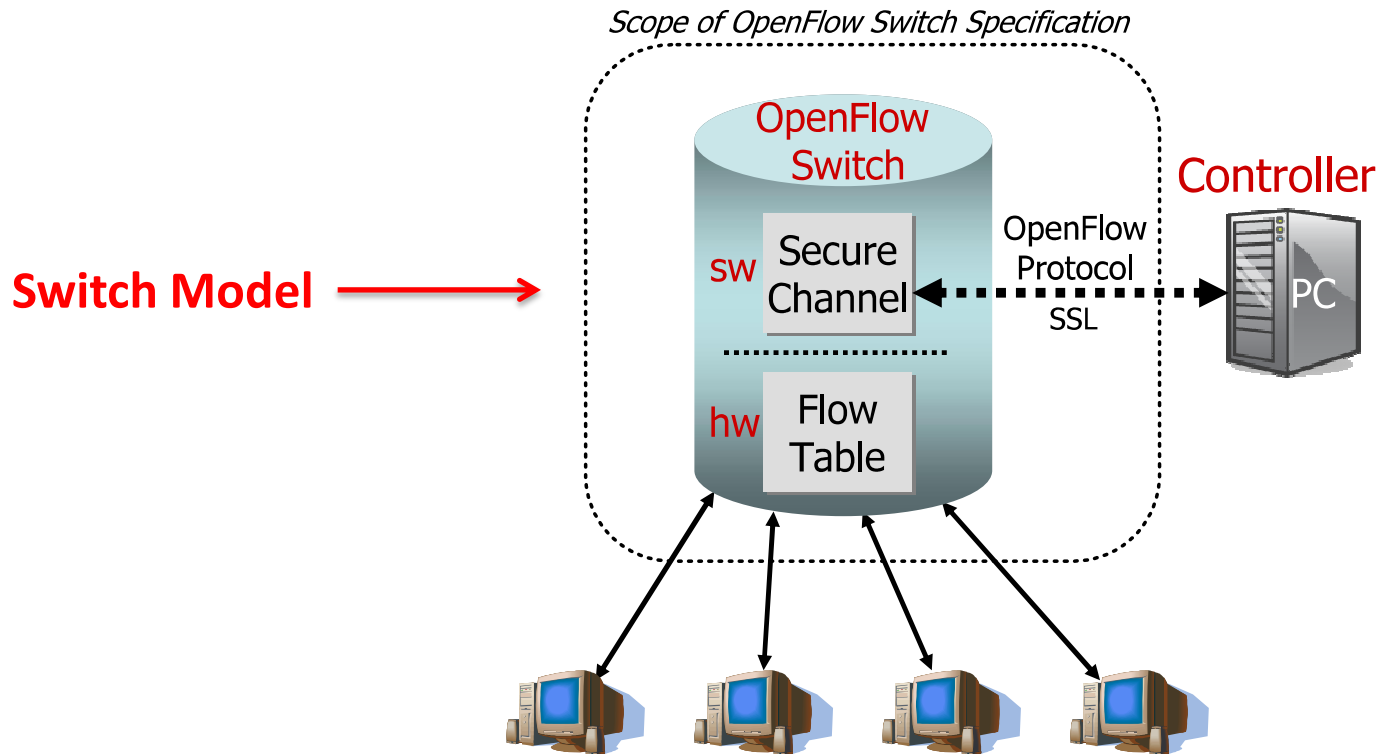 Scope of OpenFlow Switch Specification
OpenFlow
Switch
Controller
sw
Secure
Channel
OpenFlow
Protocol
SSL
PC
Switch Model
hw
Flow
Table